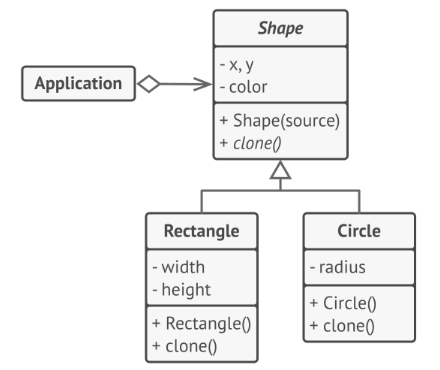 Shape
- x, y
- color
+ Shape(source)
+ clone()
Application
Rectangle
- width
- height
+ Rectangle()
+ clone()
Circle
- radius
+ Circle()
+ clone()